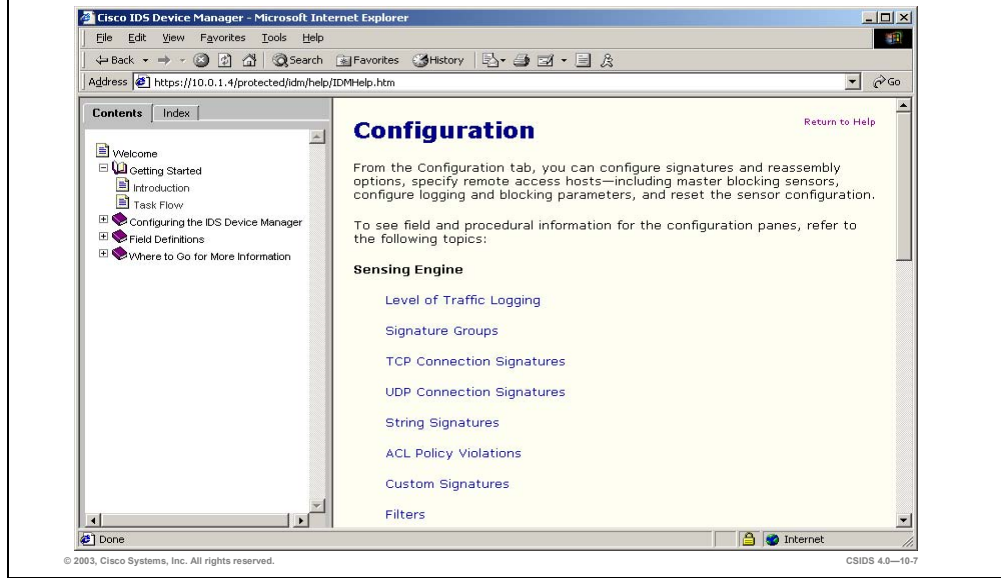 Cisco IDS Device Manager - Microsoft Internet Explorer
File Edit View Favorites Tools Help
Back Search Favorites History
Address https://10.0.1.4/protected/idm/help/IDMHelp.htm Go
Contents Index
Welcome
Getting Started
Introduction
Task Flow
Configuring the IDS Device Manager
Field Definitions
Where to Go for More Information
Return to Help
Configuration
From the Configuration tab, you can configure signatures and reassembly
options, specify remote access hosts—including master blocking sensors,
configure logging and blocking parameters, and reset the sensor configuration.
To see field and procedural information for the configuration panes, refer to
the following topics:
Sensing Engine
Level of Traffic Logging
Signature Groups
TCP Connection Signatures
UDP Connection Signatures
String Signatures
ACL Policy Violations
Custom Signatures
Filters
Done Internet
© 2003, Cisco Systems, Inc. All rights reserved. CSIDS 4.0—10-7